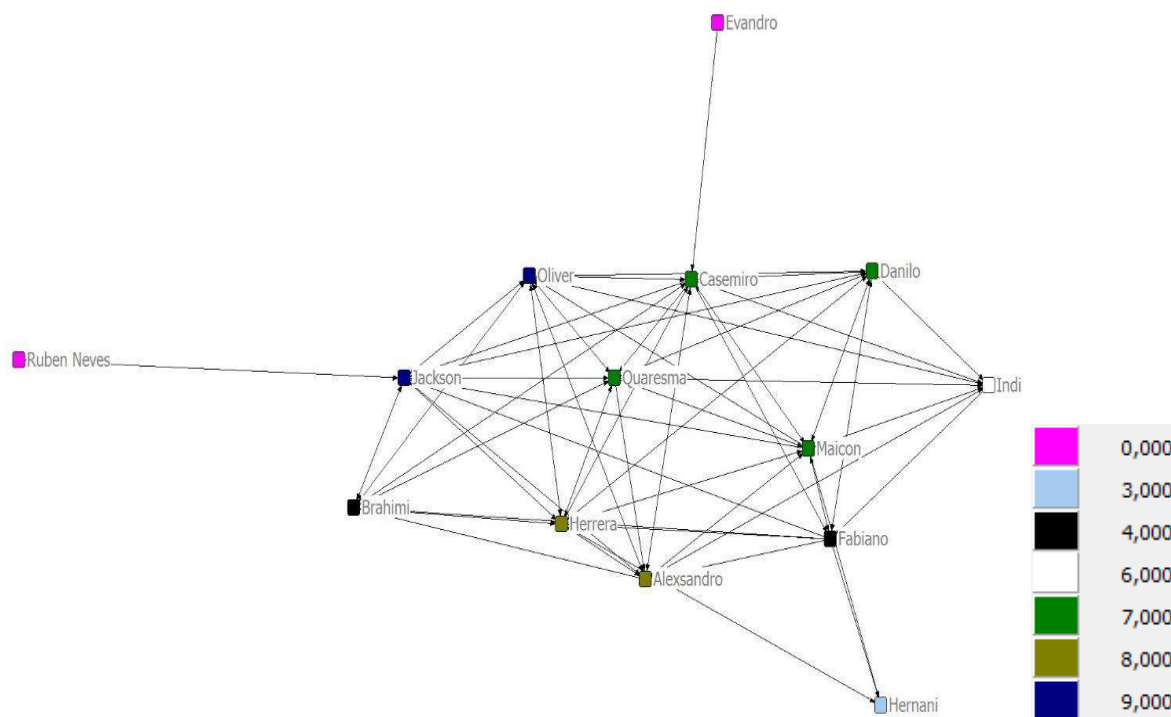 Evandro
Oliver
Casemiro
Danilo
Ruben Neves
Jackson
Quaresma
Indi
Maicon
Brahimi
Herrera
Fabiano
Alexsandro
Hernani
0,000
3,000
4,000
6,000
7,000
8,000
9,000